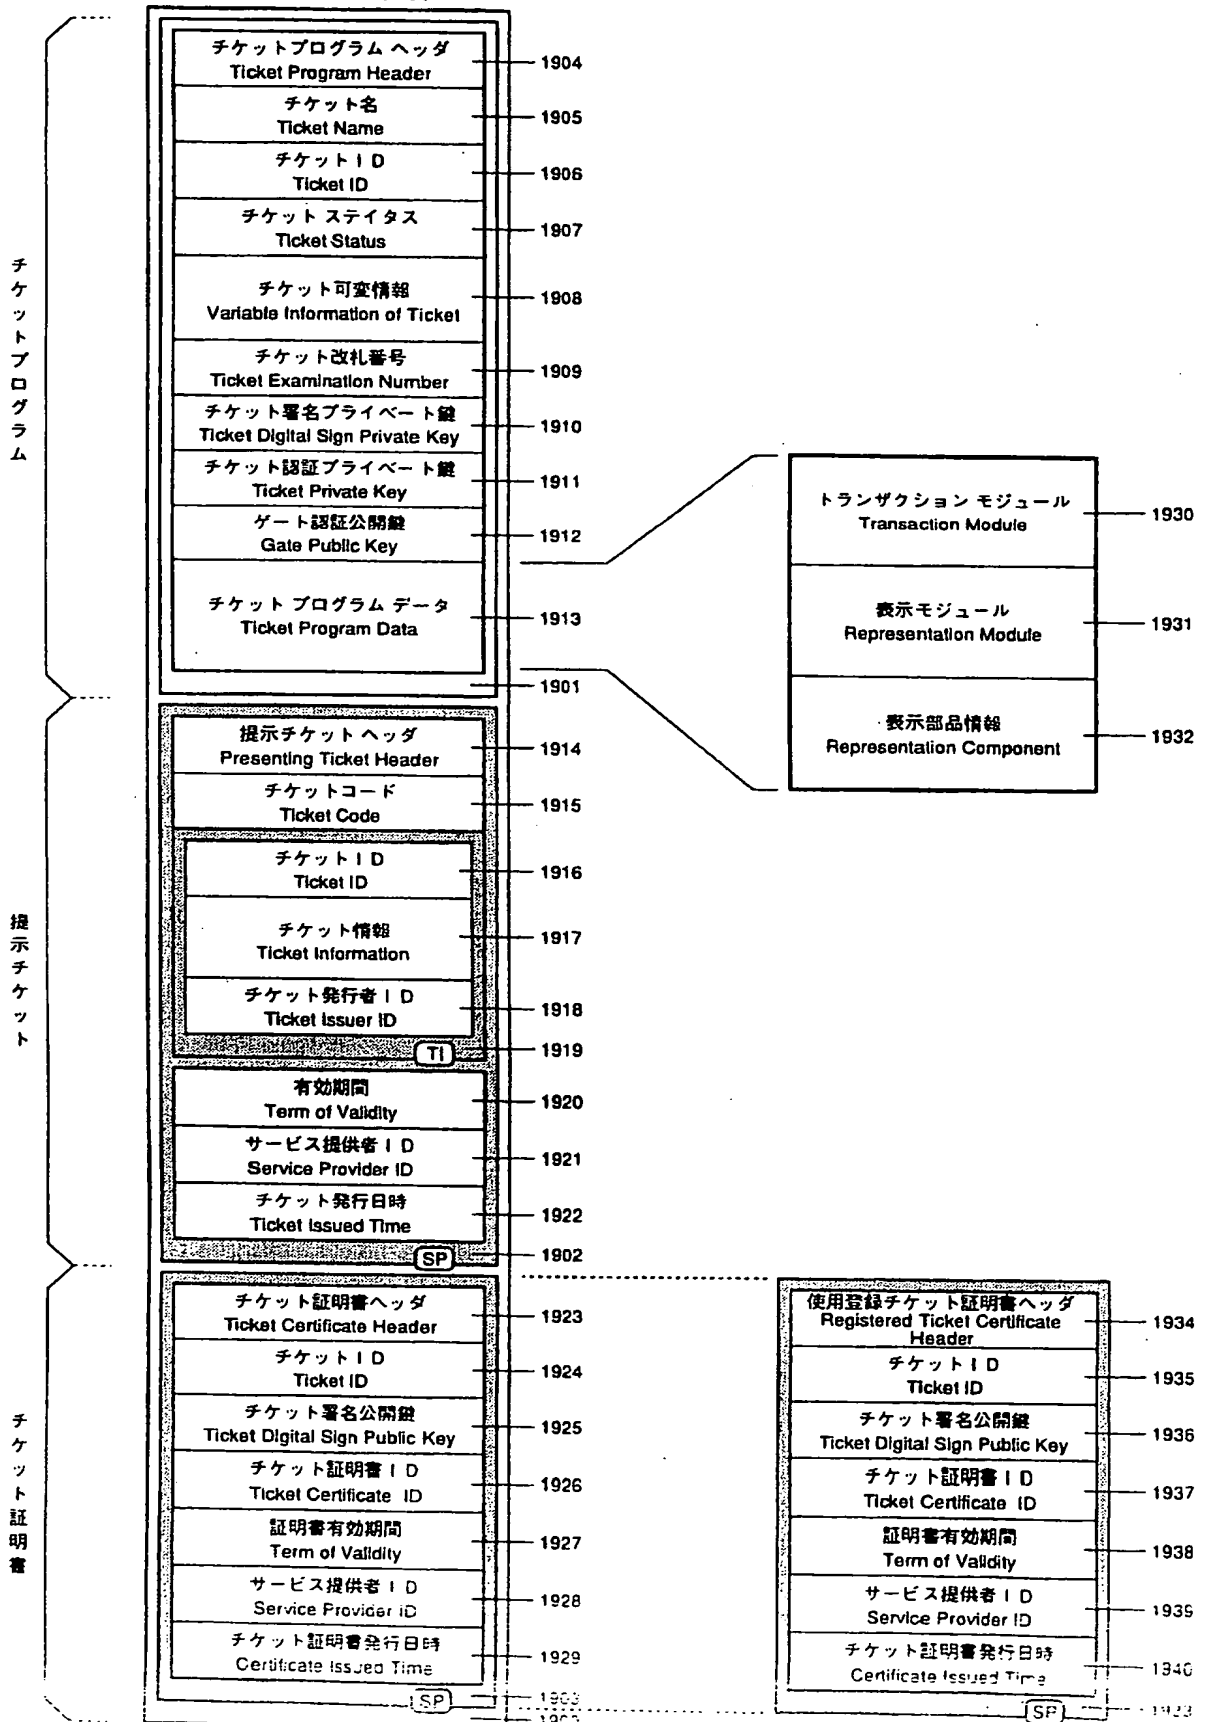 チケットプログラム
チケットプログラム ヘッダ
Ticket Program Header
1904
チケット名
Ticket Name
1905
チケットID
Ticket ID
1906
チケット ステイタス
Ticket Status
1907
チケット可変情報
Variable Information of Ticket
1908
チケット改札番号
Ticket Examination Number
1909
チケット署名プライベート鍵
Ticket Digital Sign Private Key
1910
チケット認証プライベート鍵
Ticket Private Key
1911
ゲート認証公開鍵
Gate Public Key
1912
チケット プログラム データ
Ticket Program Data
1913
1901
トランザクション モジュール
Transaction Module
1930
表示モジュール
Representation Module
1931
表示部品情報
Representation Component
1932
提示チケット
提示チケット ヘッダ
Presenting Ticket Header
1914
チケットコード
Ticket Code
1915
チケットID
Ticket ID
1916
チケット情報
Ticket Information
1917
チケット発行者ID
Ticket Issuer ID
1918
TI
1919
有効期間
Term of Validity
1920
サービス提供者ID
Service Provider ID
1921
チケット発行日時
Ticket Issued Time
1922
SP
1902
チケット証明書
チケット証明書ヘッダ
Ticket Certificate Header
1923
チケットID
Ticket ID
1924
チケット署名公開鍵
Ticket Digital Sign Public Key
1925
チケット証明書ID
Ticket Certificate ID
1926
証明書有効期間
Term of Validity
1927
サービス提供者ID
Service Provider ID
1928
チケット証明書発行日時
Certificate Issued Time
1929
SP
1903
使用登録チケット証明書ヘッダ
Registered Ticket Certificate
Header
1934
チケットID
Ticket ID
1935
チケット署名公開鍵
Ticket Digital Sign Public Key
1936
チケット証明書ID
Ticket Certificate ID
1937
証明書有効期間
Term of Validity
1938
サービス提供者ID
Service Provider ID
1939
チケット証明書発行日時
Certificate Issued Time
1940
SP